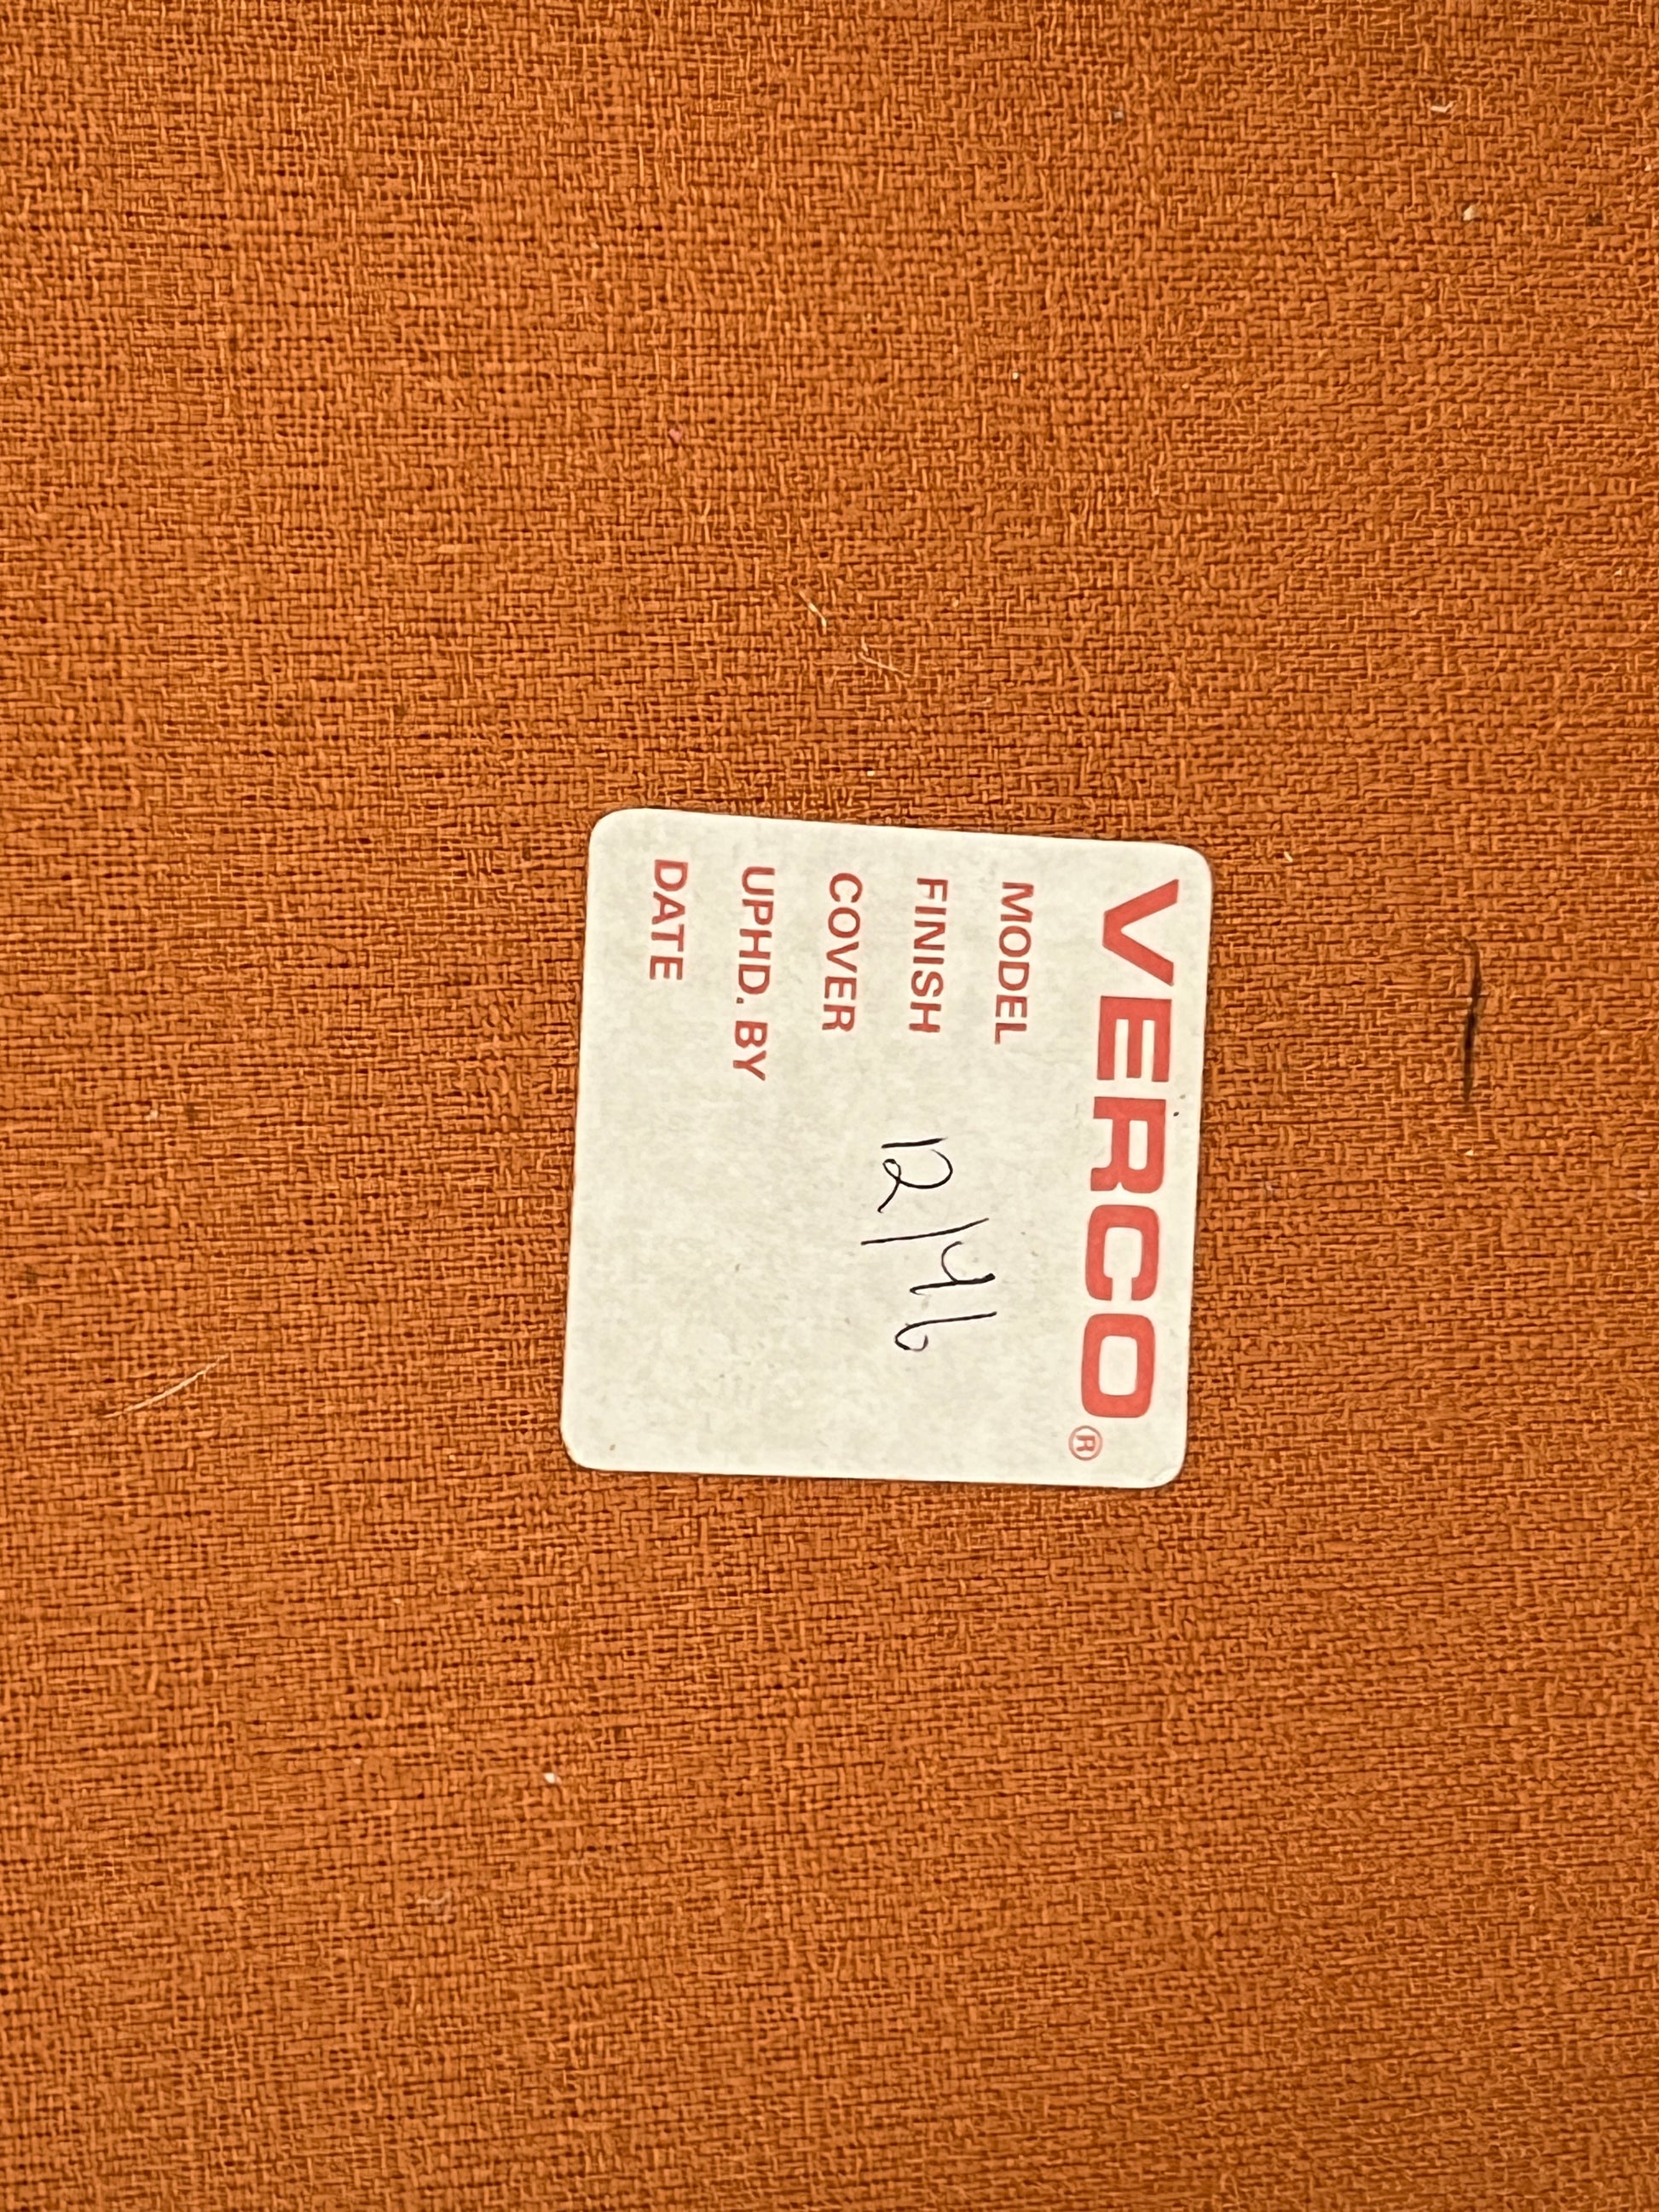 VERCO®
MODEL
FINISH 12/46
COVER
UPHD. BY
DATE